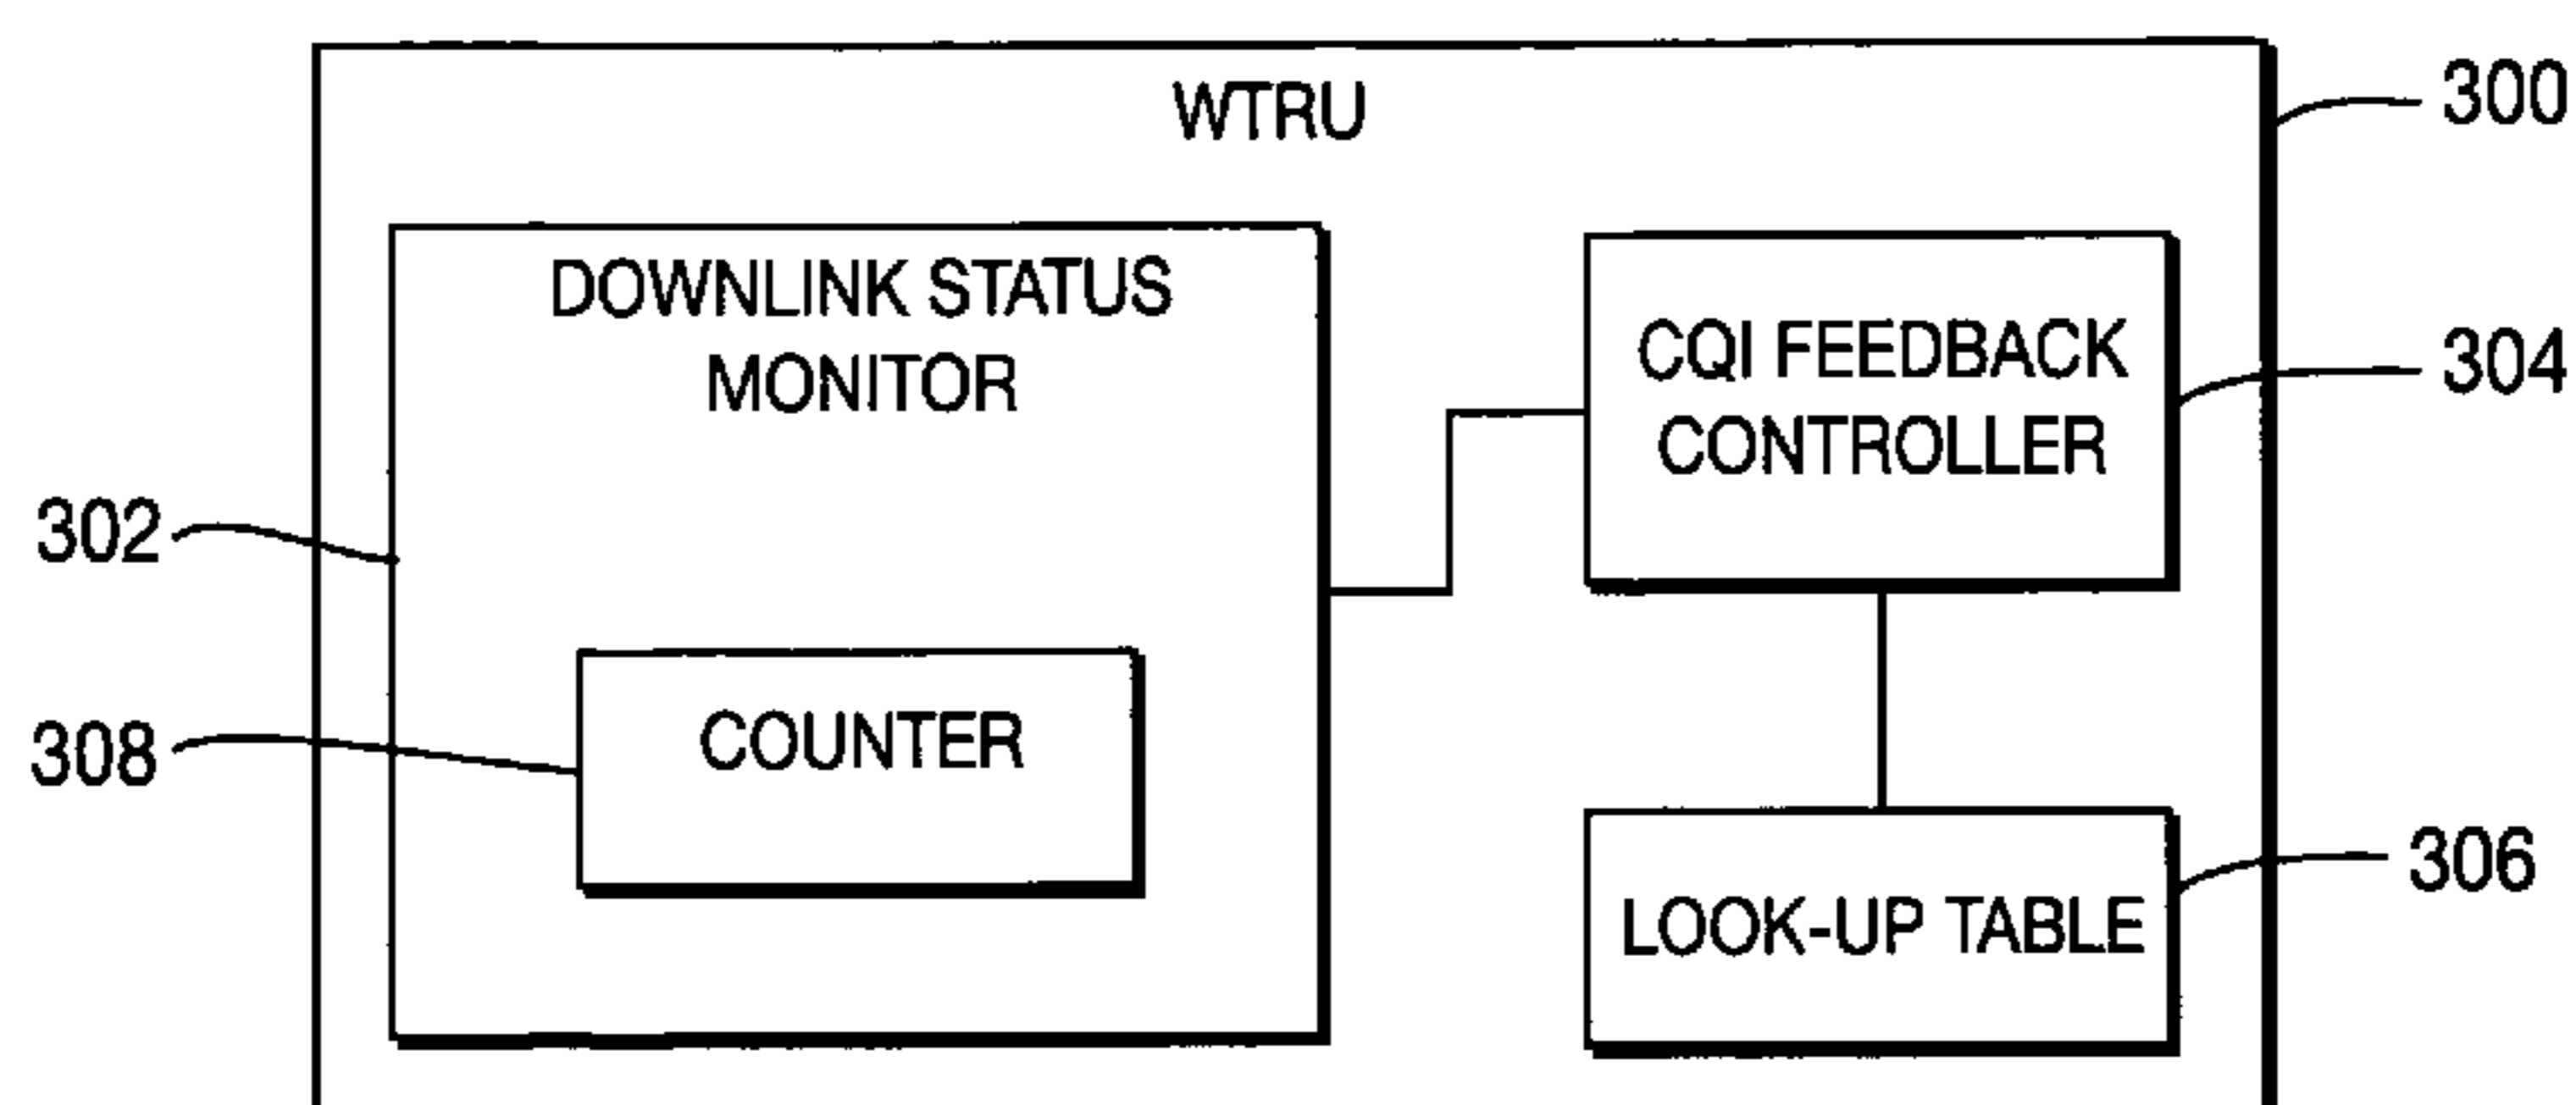 WTRU
300
DOWNLINK STATUS
MONITOR
CQI FEEDBACK
CONTROLLER
304
302
COUNTER
308
LOOK-UP TABLE
306